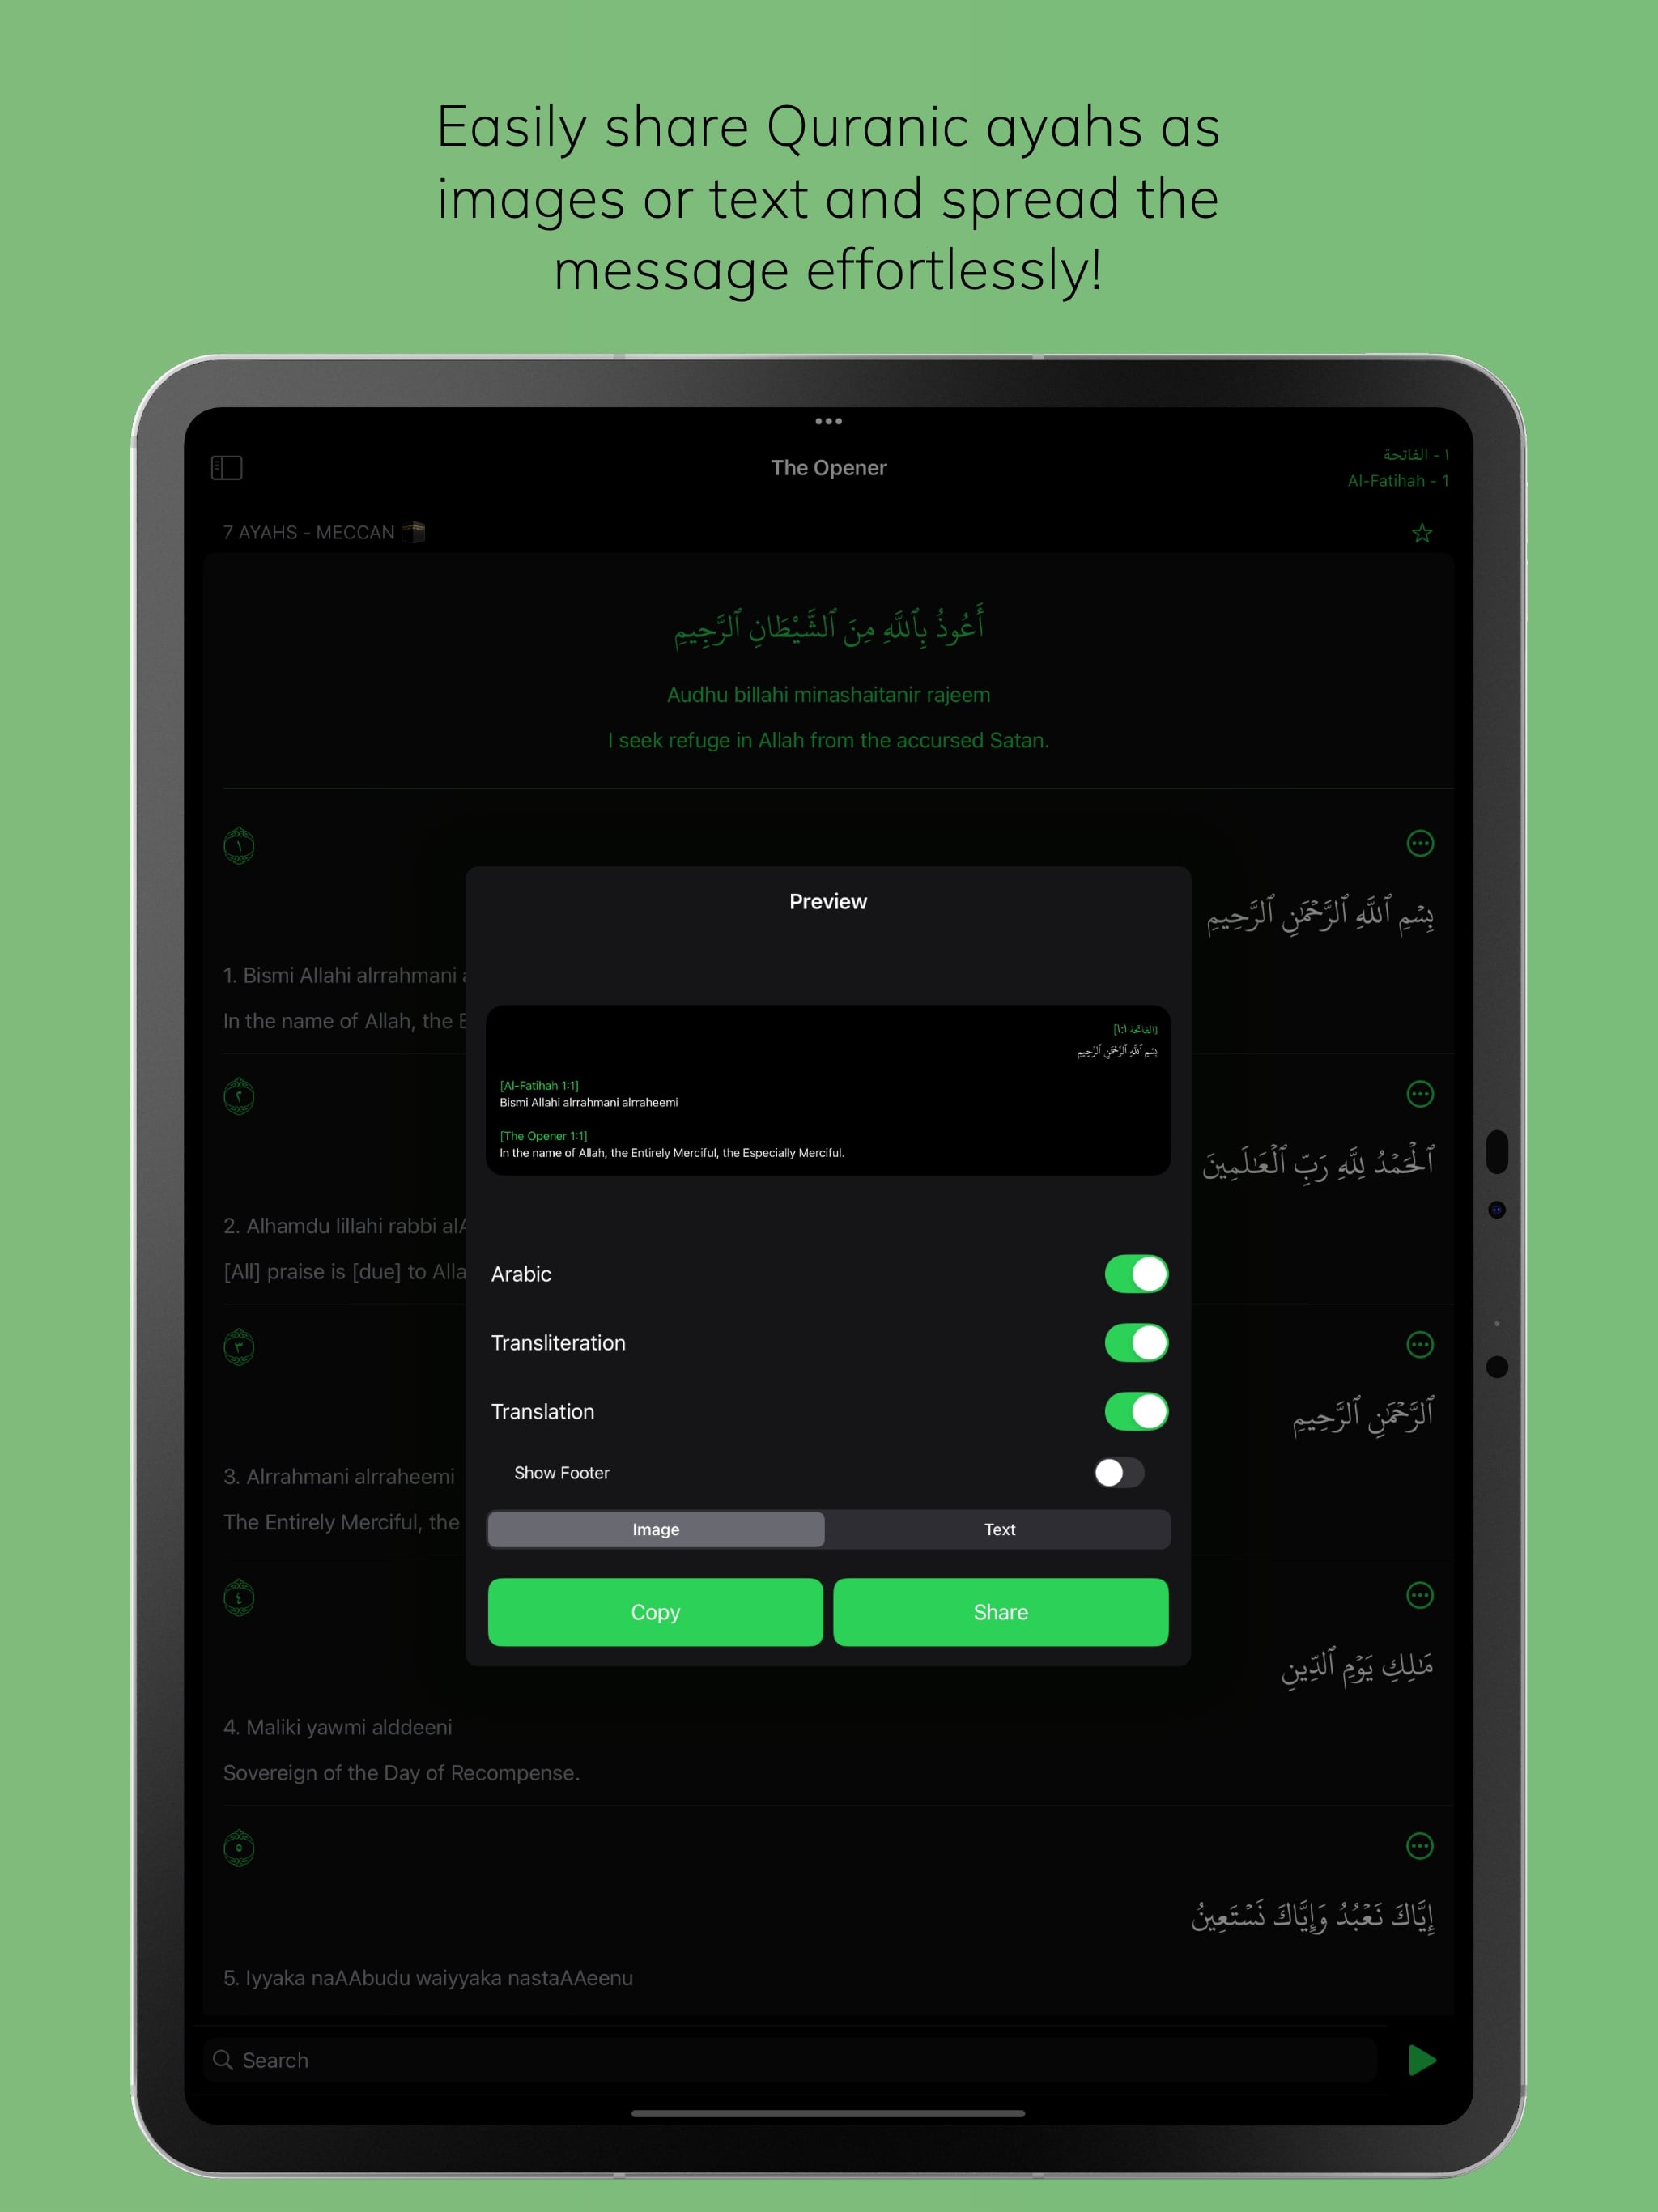 Easily share Quranic ayahs as
images or text and spread the
message effortlessly!
The Opener
١ - الفاتحة
Al-Fatihah - 1
7 AYAHS - MECCAN
أَعُوذُ بِٱللَّهِ مِنَ ٱلشَّيْطَانِ ٱلرَّجِيمِ
Audhu billahi minashaitanir rajeem
I seek refuge in Allah from the accursed Satan.
١
بِسْمِ ٱللَّهِ ٱلرَّحْمَٰنِ ٱلرَّحِيمِ
1. Bismi Allahi alrrahmani
In the name of Allah, the E
٢
ٱلْحَمْدُ لِلَّهِ رَبِّ ٱلْعَٰلَمِينَ
2. Alhamdu lillahi rabbi alA
[All] praise is [due] to Alla
٣
ٱلرَّحْمَٰنِ ٱلرَّحِيمِ
3. Alrrahmani alrraheemi
The Entirely Merciful, the
٤
مَٰلِكِ يَوْمِ ٱلدِّينِ
4. Maliki yawmi alddeeni
Sovereign of the Day of Recompense.
٥
إِيَّاكَ نَعْبُدُ وَإِيَّاكَ نَسْتَعِينُ
5. Iyyaka naAAbudu waiyyaka nastaAAeenu
Search
Preview
[الفاتحة ١:١]
بِسْمِ ٱللَّهِ ٱلرَّحْمَٰنِ ٱلرَّحِيمِ
[Al-Fatihah 1:1]
Bismi Allahi alrrahmani alrraheemi
[The Opener 1:1]
In the name of Allah, the Entirely Merciful, the Especially Merciful.
Arabic
Transliteration
Translation
Show Footer
Image
Text
Copy
Share